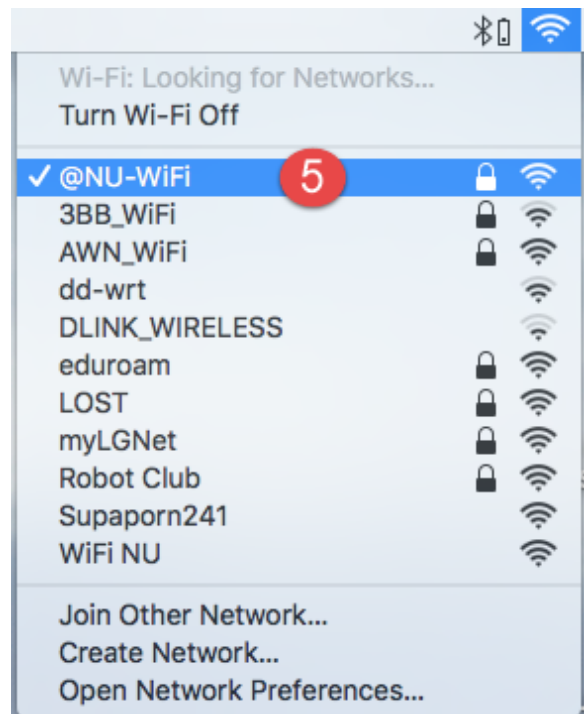 Wi-Fi: Looking for Networks...
Turn Wi-Fi Off
@NU-WiFi 5
3BB_WiFi
AWN_WiFi
dd-wrt
DLINK_WIRELESS
eduroam
LOST
myLGNet
Robot Club
Supaporn241
WiFi NU
Join Other Network...
Create Network...
Open Network Preferences...